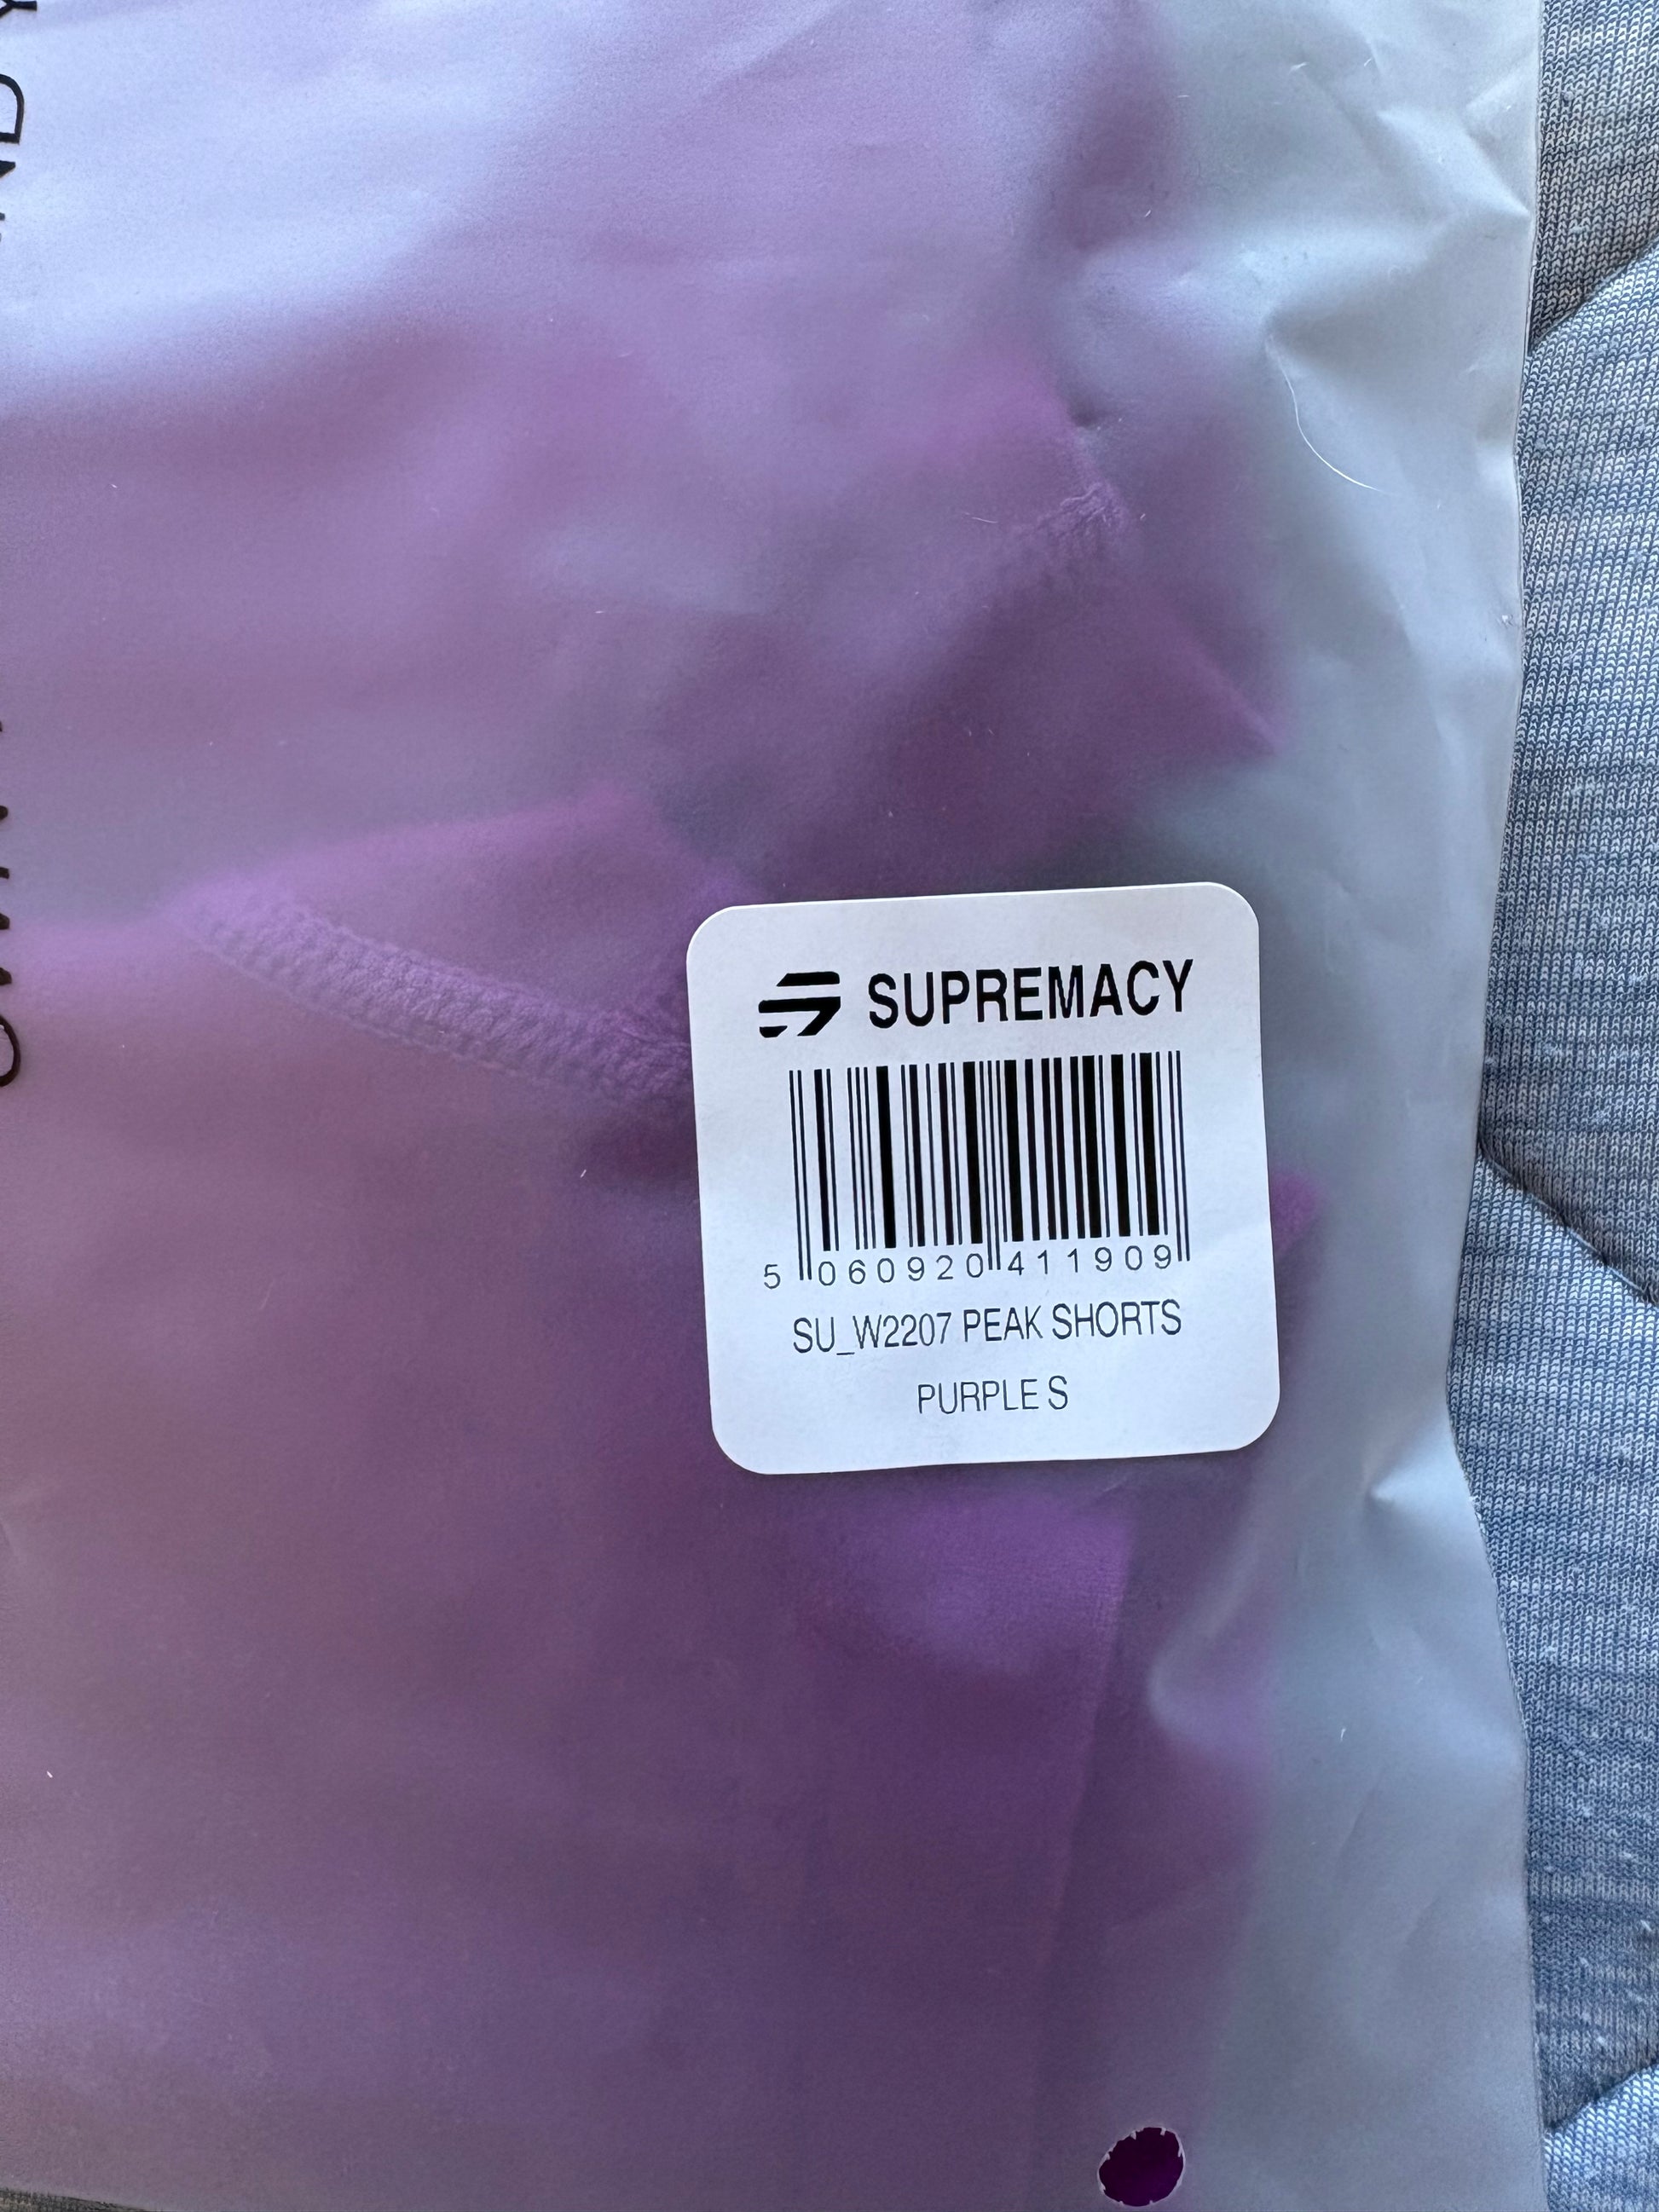 SUPREMACY
5 060920 411909
SU_W2207 PEAK SHORTS
PURPLE S